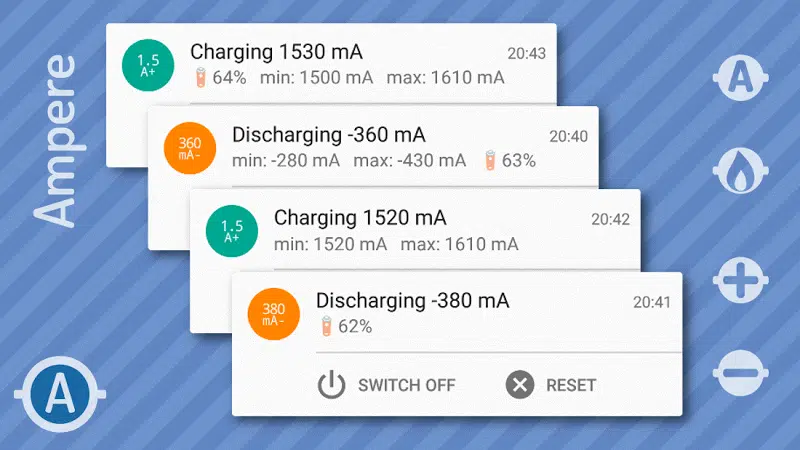 Ampere
1.5
A+
Charging 1530 mA
20:43
64% min: 1500 mA max: 1610 mA
360
mA-
Discharging -360 mA
20:40
min: -280 mA max: -430 mA 63%
1.5
A+
Charging 1520 mA
20:42
min: 1520 mA max: 1610 mA
380
mA-
Discharging -380 mA
20:41
62%
SWITCH OFF
RESET
A
A